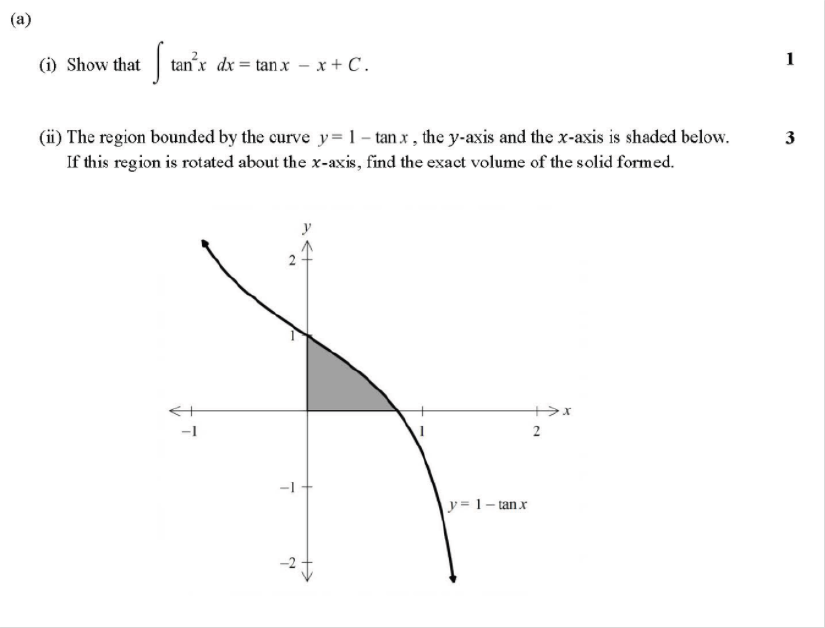 (a)
(i) Show that ∫ tan²x dx = tan x − x + C . 1
(ii) The region bounded by the curve y = 1 − tan x , the y-axis and the x-axis is shaded below. 3
If this region is rotated about the x-axis, find the exact volume of the solid formed.
y
2
1
x
−1 1 2
−1
y = 1 − tan x
−2